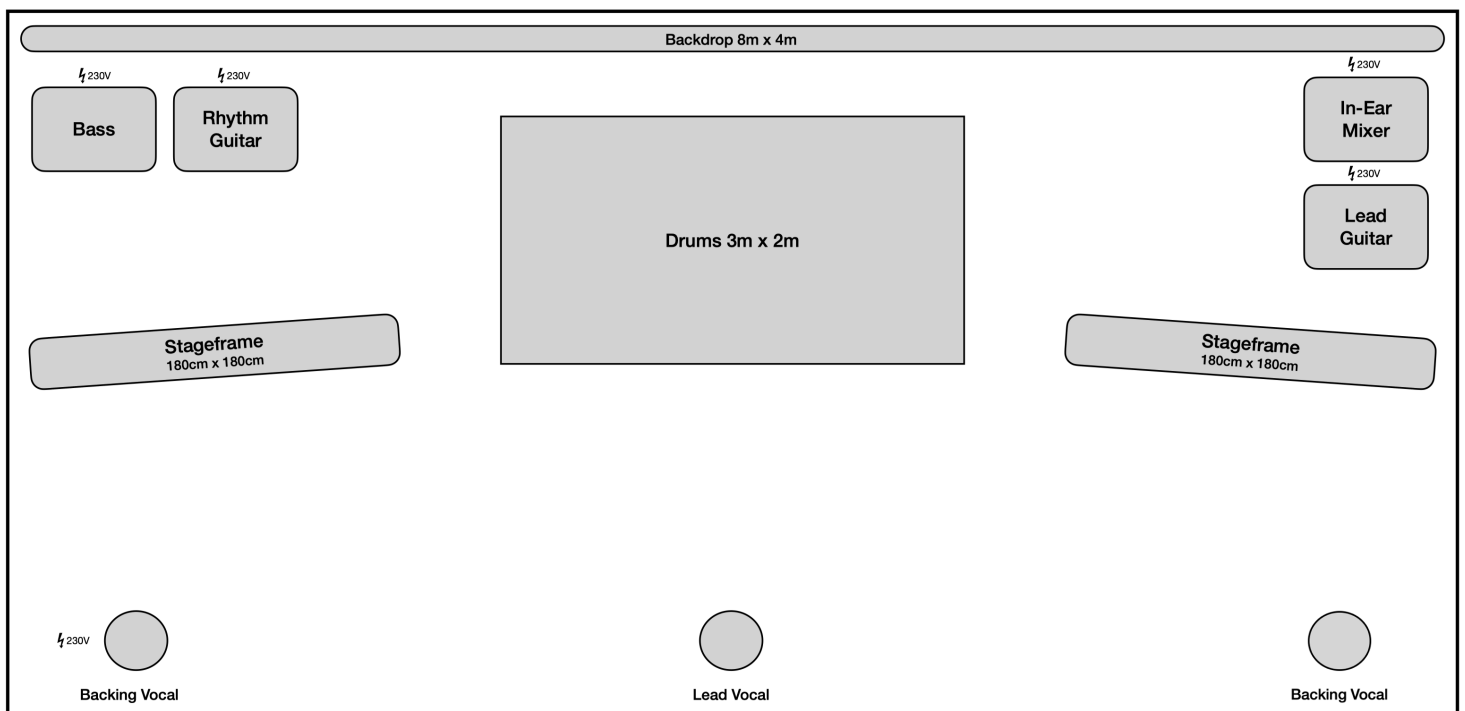 Backdrop 8m x 4m
230V
230V
230V
Bass
Rhythm
Guitar
In-Ear
Mixer
230V
Lead
Guitar
Drums 3m x 2m
Stageframe
180cm x 180cm
Stageframe
180cm x 180cm
230V
Backing Vocal
Lead Vocal
Backing Vocal